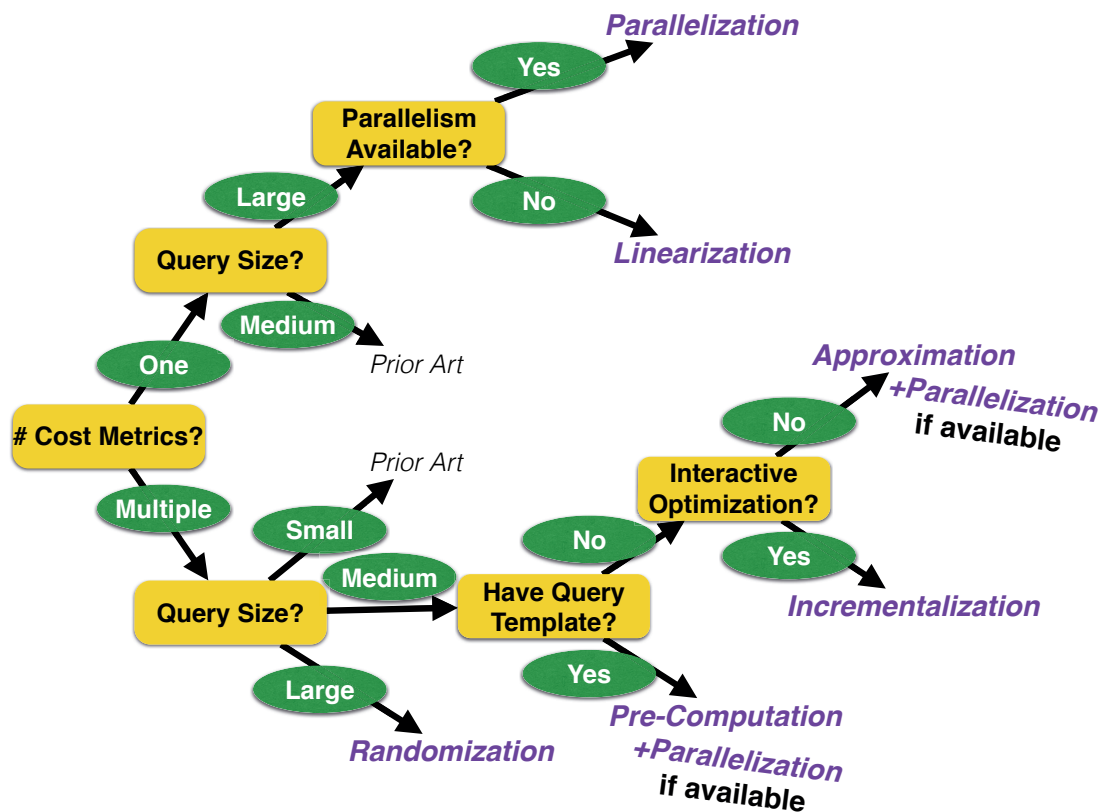 Parallelization
Yes
Parallelism
Available?
Large
No
Query Size?
Linearization
Medium
One
Prior Art
Approximation
+Parallelization
if available
No
# Cost Metrics?
Prior Art
Interactive
Optimization?
Multiple
Small
No
Yes
Medium
Query Size?
Have Query
Template?
Incrementalization
Yes
Large
Pre-Computation
+Parallelization
if available
Randomization